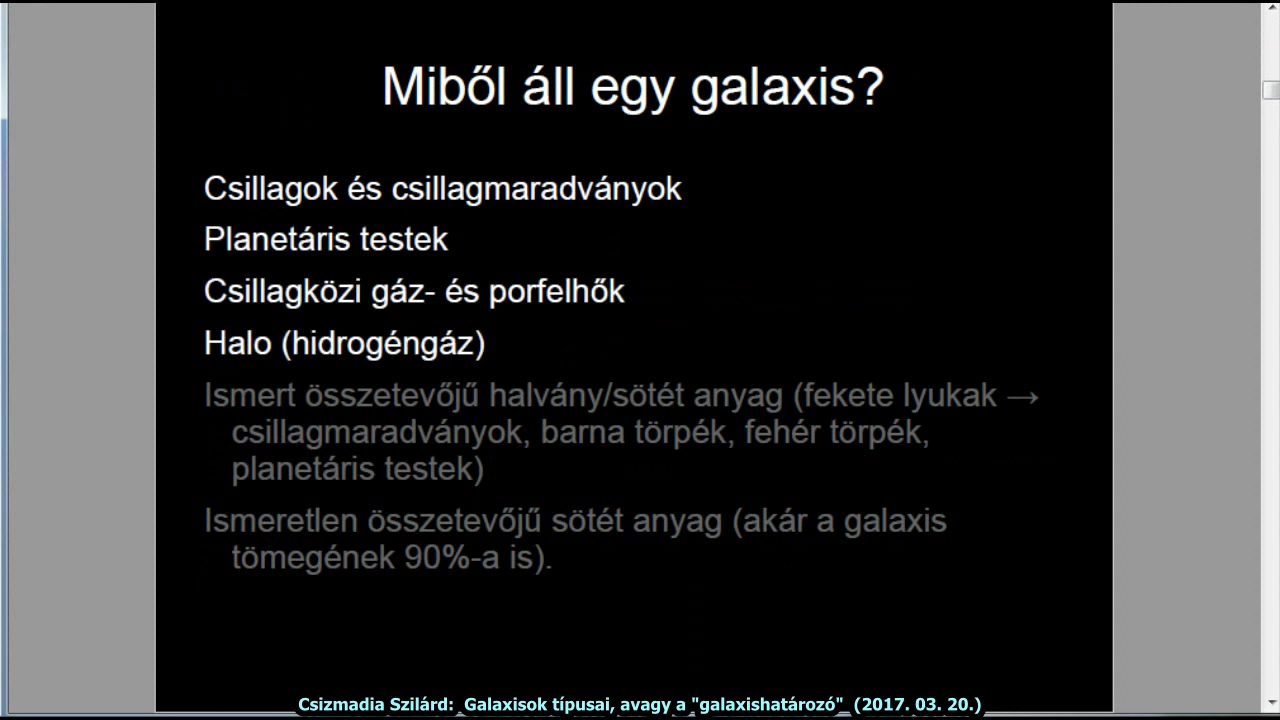 Miből áll egy galaxis?
Csillagok és csillagmaradványok
Planetáris testek
Csillagközi gáz- és porfelhők
Halo (hidrogéngáz)
Ismert összetevőjű halvány/sötét anyag (fekete lyukak →
csillagmaradványok, barna törpék, fehér törpék,
planetáris testek)
Ismeretlen összetevőjű sötét anyag (akár a galaxis
tömegének 90%-a is).
Csizmadia Szilárd: Galaxisok típusai, avagy a "galaxishatározó" (2017. 03. 20.)